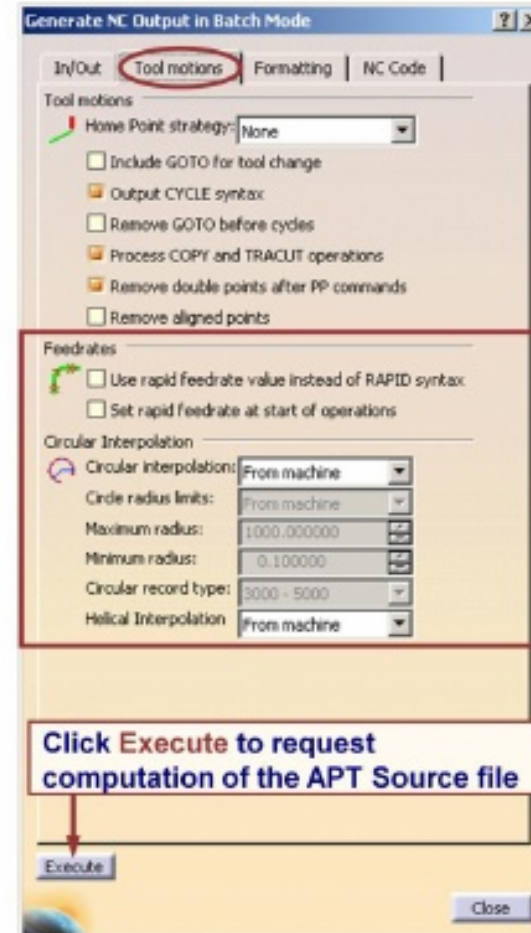 Generate NC Output in Batch Mode
In/Out Tool motions Formatting NC Code
Tool motions
Home Point strategy: None
Include GOTO for tool change
Output CYCLE syntax
Remove GOTO before cycles
Process COPY and TRACUT operations
Remove double points after PP commands
Remove aligned points
Feedrates
Use rapid feedrate value instead of RAPID syntax
Set rapid feedrate at start of operations
Circular Interpolation
Circular interpolation: From machine
Circle radius limits: From machine
Maximum radius: 1000.000000
Minimum radius: 0.100000
Circular record type: 3000 - 5000
Helical Interpolation From machine
Click Execute to request
computation of the APT Source file
Execute
Close